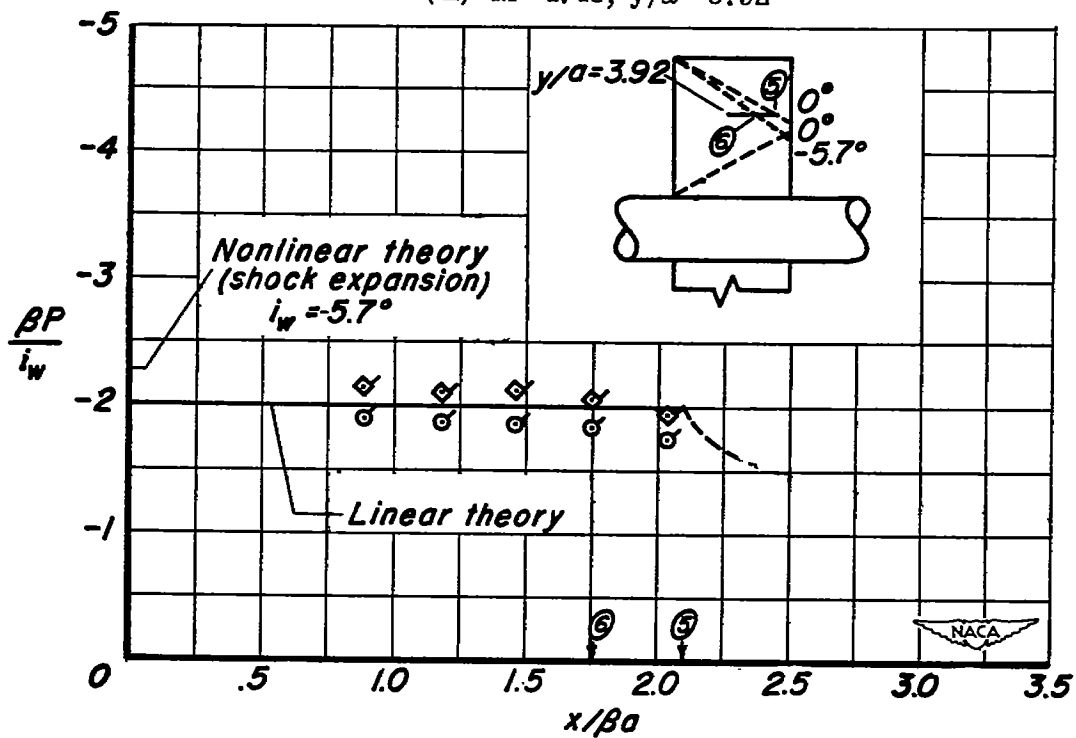 -5
-4
-3
-2
-1
0
βP
i_w
y/a=3.92
⑤
⑥
0°
0°
-5.7°
Nonlinear theory
(shock expansion)
i_w = -5.7°
Linear theory
⑥
⑤
NACA
.5
1.0
1.5
2.0
2.5
3.0
3.5
x/βa